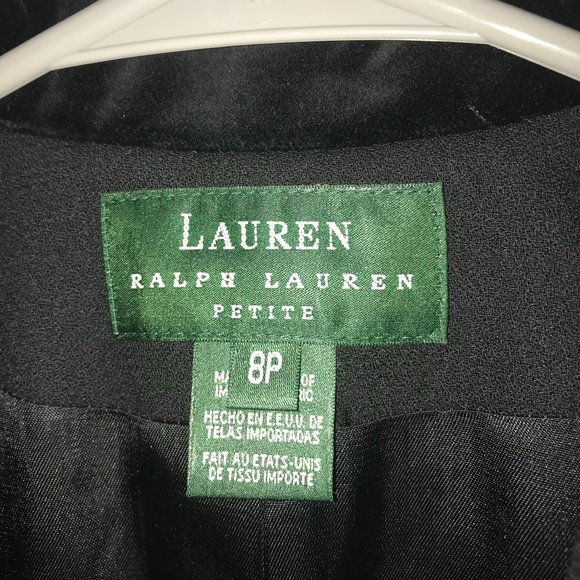 LAUREN
RALPH LAUREN
PETITE
8P
HECHO EN E.E.U.U. DE
TELAS IMPORTADAS
FAIT AU ETATS-UNIS
DE TISSU IMPORTE